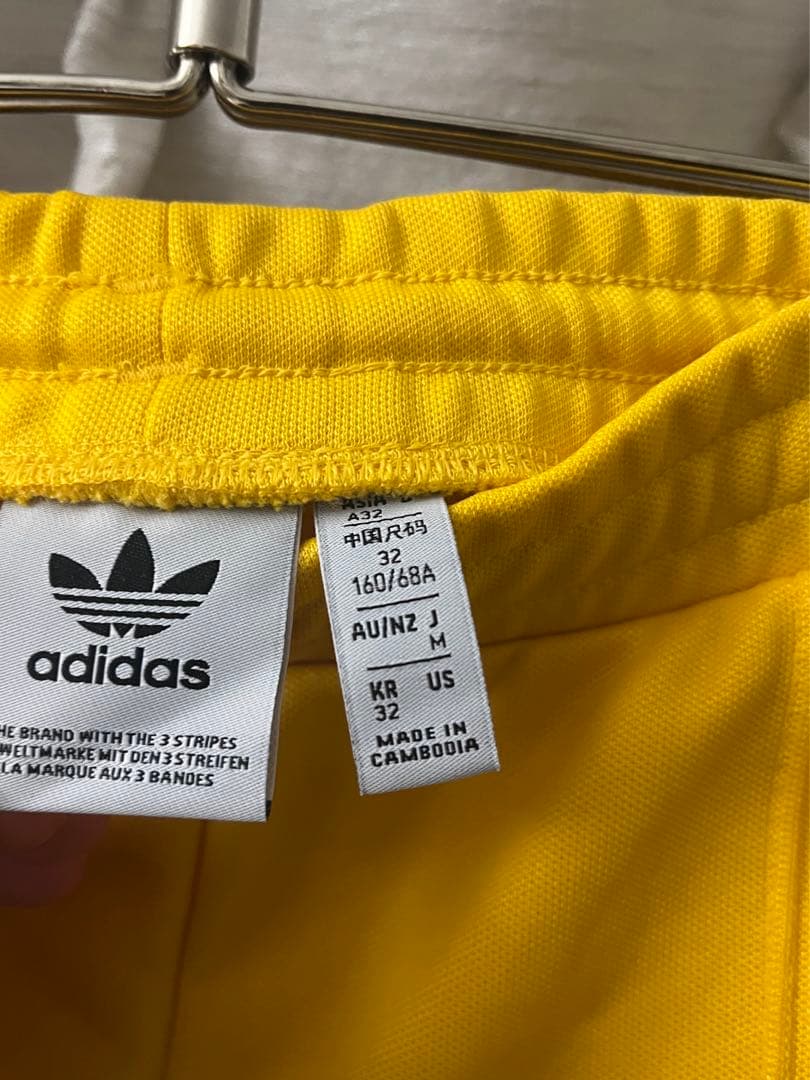 adidas
HE BRAND WITH THE 3 STRIPES
WELTMARKE MIT DEN 3 STREIFEN
LA MARQUE AUX 3 BANDES
ASIA
A32
中国尺码
32
160/68A
AU/NZ J
M
KR US
32
MADE IN
CAMBODIA